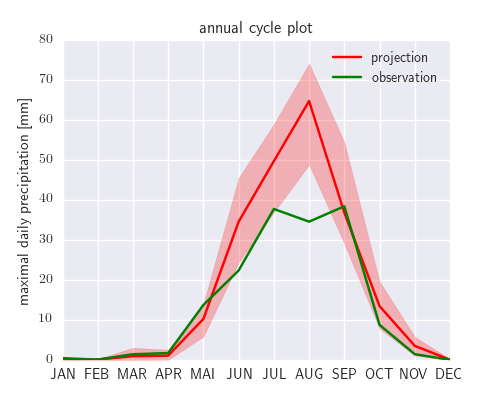 annual cycle plot
projection
observation
maximal daily precipitation [mm]
80
70
60
50
40
30
20
10
0
JAN FEB MAR APR MAI JUN JUL AUG SEP OCT NOV DEC